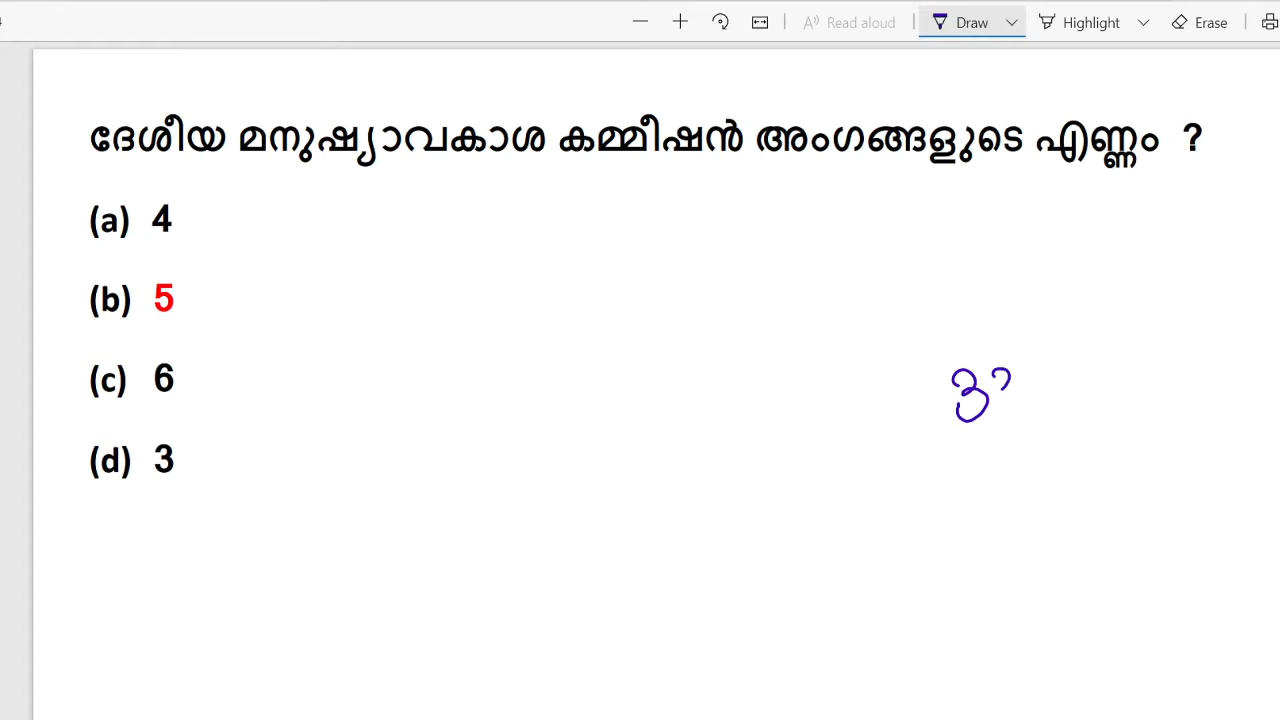 Read aloud Draw Highlight Erase
ദേശീയ മനുഷ്യാവകാശ കമ്മീഷൻ അംഗങ്ങളുടെ എണ്ണം ?
(a) 4
(b) 5
(c) 6
(d) 3